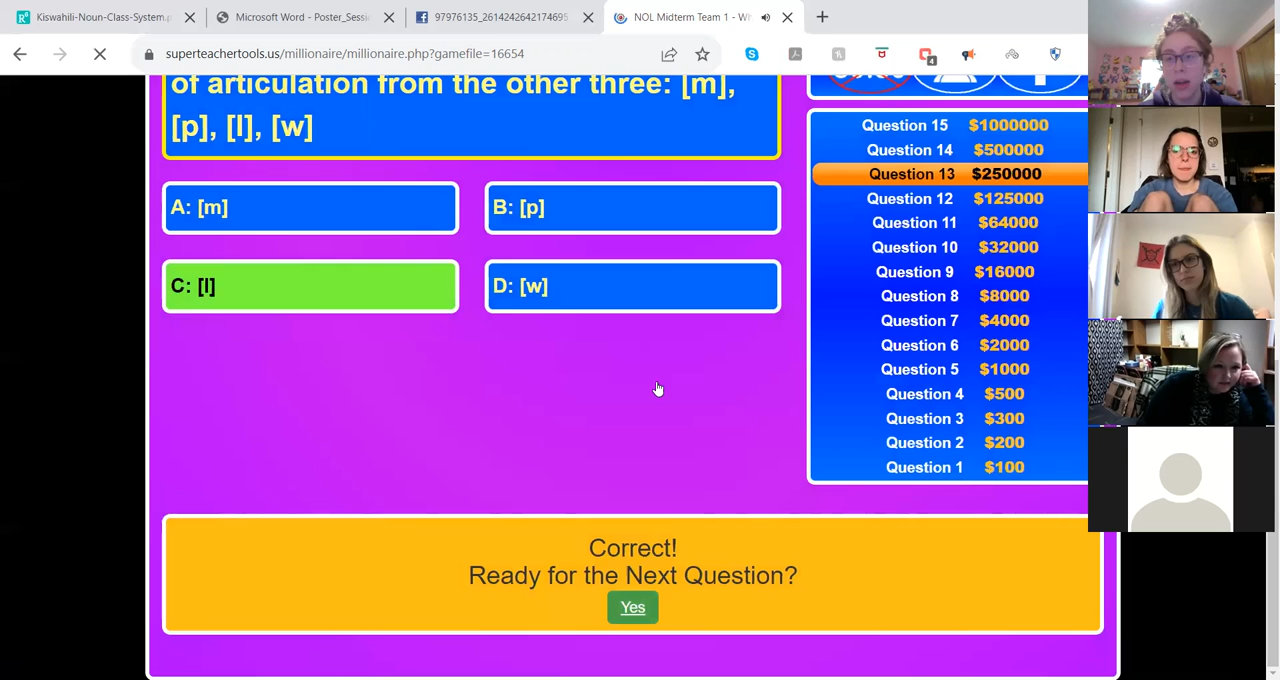 Kiswahili-Noun-Class-System.p
Microsoft Word - Poster_Sessi
97976135_2614242642174695
NOL Midterm Team 1 - Wh
superteachertools.us/millionaire/millionaire.php?gamefile=16654
4
of articulation from the other three: [m],
[p], [l], [w]
A: [m]
B: [p]
C: [l]
D: [w]
Question 15 $1000000
Question 14 $500000
Question 13 $250000
Question 12 $125000
Question 11 $64000
Question 10 $32000
Question 9 $16000
Question 8 $8000
Question 7 $4000
Question 6 $2000
Question 5 $1000
Question 4 $500
Question 3 $300
Question 2 $200
Question 1 $100
Correct!
Ready for the Next Question?
Yes